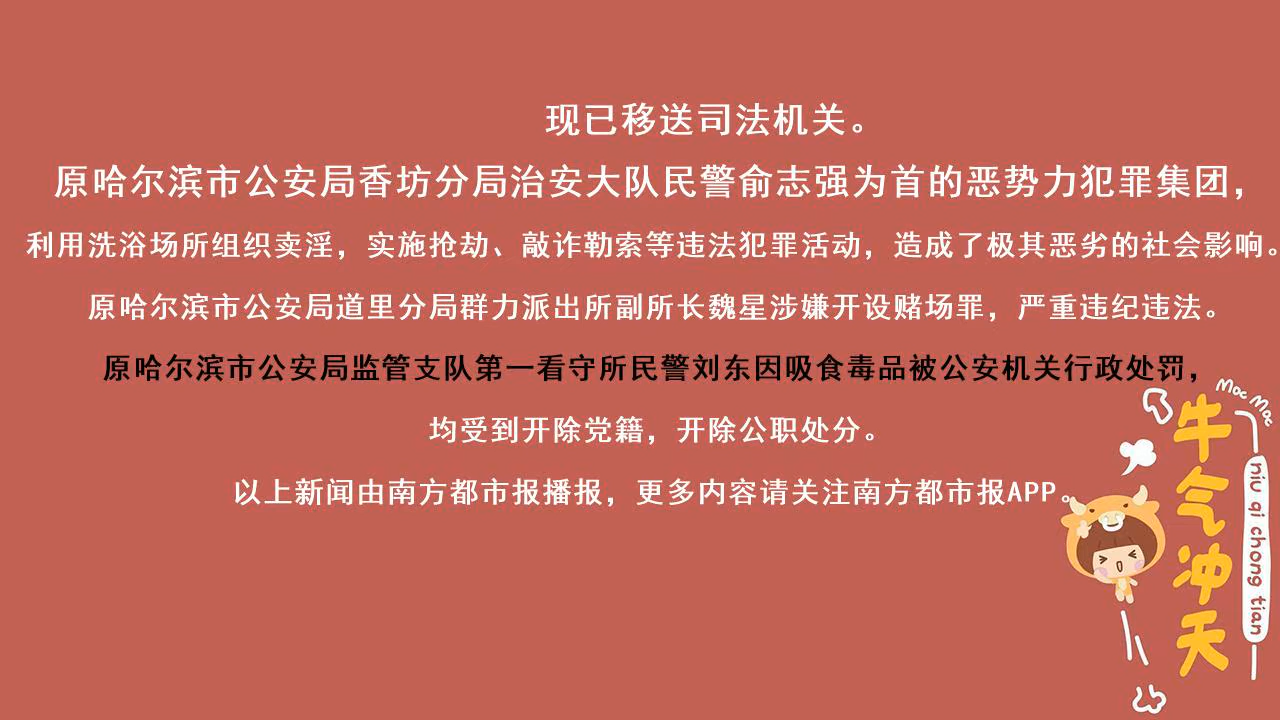 现已移送司法机关。
原哈尔滨市公安局香坊分局治安大队民警俞志强为首的恶势力犯罪集团，
利用洗浴场所组织卖淫，实施抢劫、敲诈勒索等违法犯罪活动，造成了极其恶劣的社会影响。
原哈尔滨市公安局道里分局群力派出所副所长魏星涉嫌开设赌场罪，严重违纪违法。
原哈尔滨市公安局监管支队第一看守所民警刘东因吸食毒品被公安机关行政处罚，
均受到开除党籍，开除公职处分。
以上新闻由南方都市报播报，更多内容请关注南方都市报APP。
Moc Moc
牛气冲天
niu qi chong tian